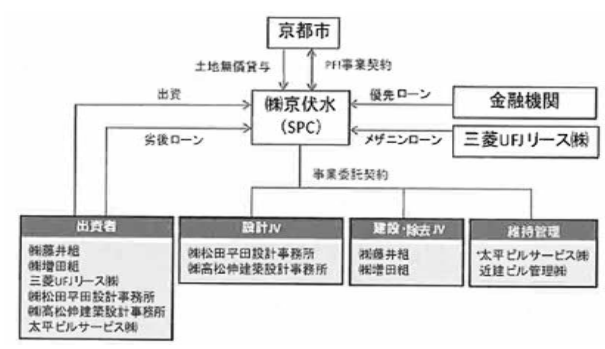 京都市
土地無償貸与
PFI事業契約
出資
㈱京伏水
(SPC)
優先ローン
金融機関
劣後ローン
メザニンローン
三菱UFJリース㈱
事業委託契約
出資者
㈱藤井組
㈱増田組
三菱UFJリース㈱
㈱松田平田設計事務所
㈱高松伸建築設計事務所
太平ビルサービス㈱
設計JV
㈱松田平田設計事務所
㈱高松伸建築設計事務所
建設・除去JV
㈱藤井組
㈱増田組
維持管理
・太平ビルサービス㈱
近建ビル管理㈱